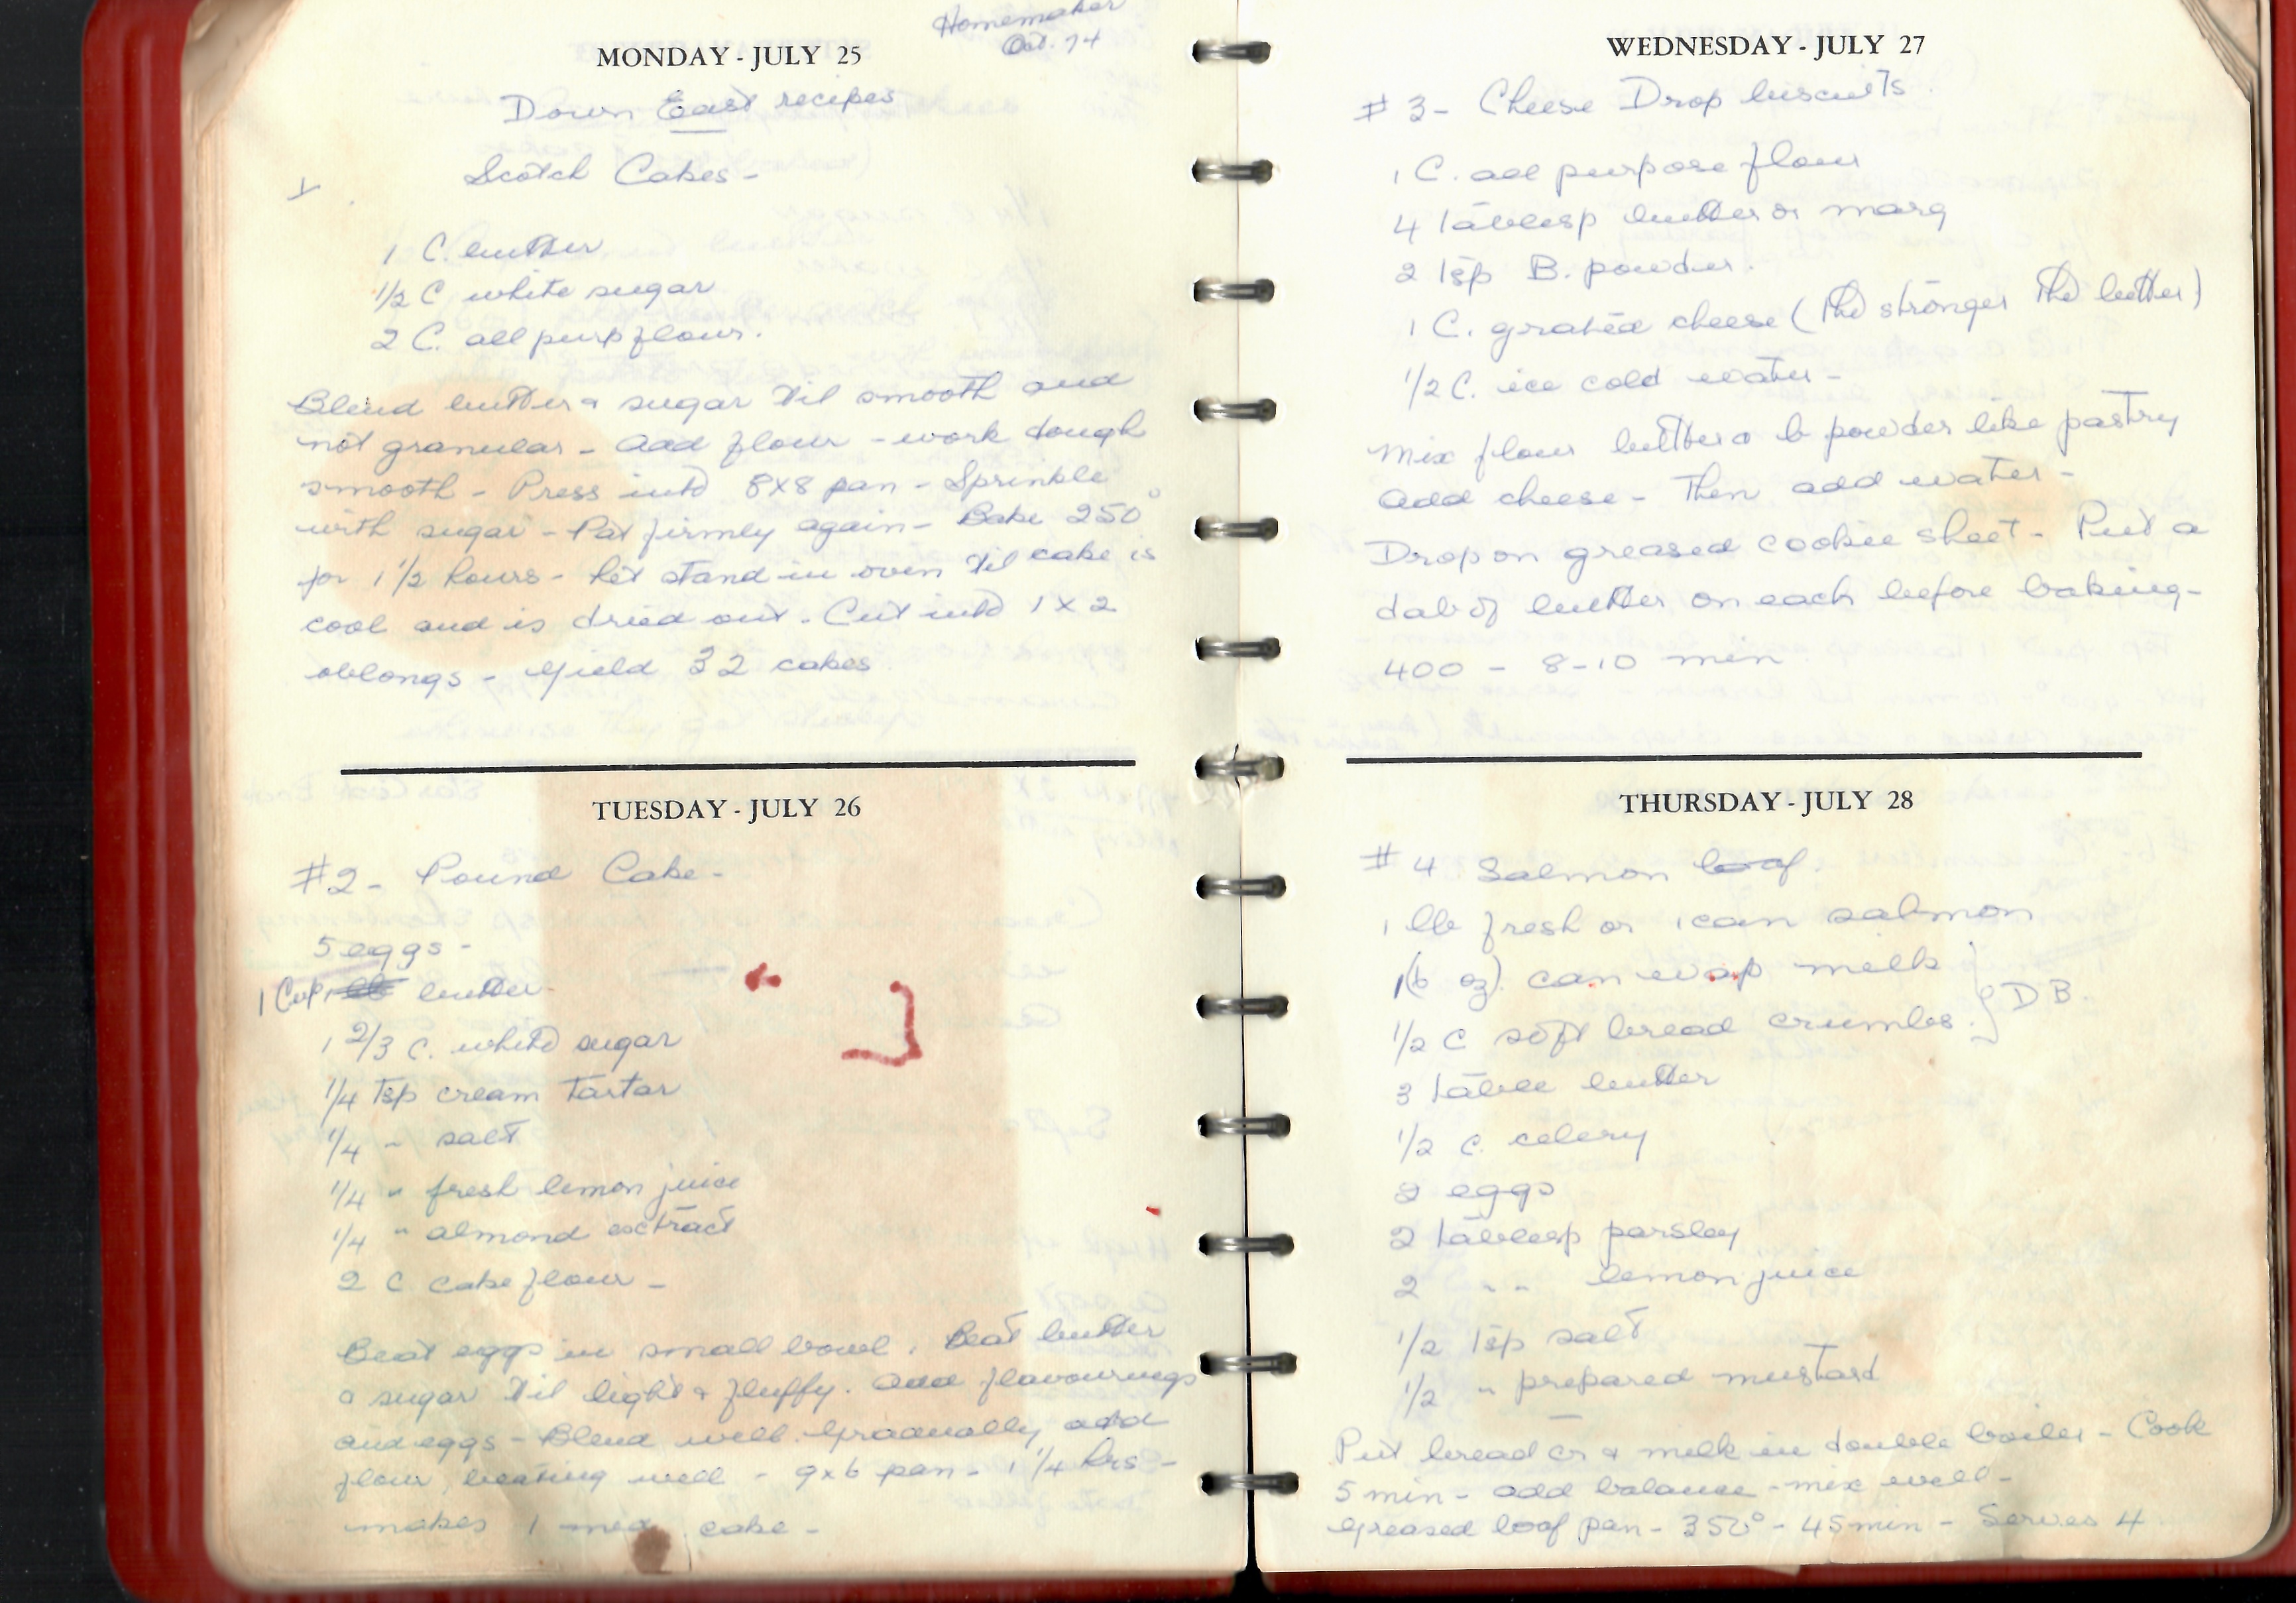 Homemaker
Oct. 74
MONDAY - JULY 25
Down East recipes
Scotch Cakes -
1 C. butter
1/2 C white sugar
2 C. all purp flour.
Blend butter & sugar til smooth and
not granular - Add flour - work dough
smooth - Press into 8x8 pan - Sprinkle
with sugar - Pat firmly again - Bake 250°
for 1 1/2 hours - let stand in oven til cake is
cool and is dried out. Cut into 1 x 2
oblongs - yield 32 cakes
TUESDAY - JULY 26
#2 - Pound Cake -
5 eggs -
1 Cup butter
1 2/3 C. white sugar
1/4 Tsp cream Tartar
1/4 " salt
1/4 " fresh lemon juice
1/4 " almond extract
2 C. cake flour -
Beat eggs in small bowl. Beat butter
& sugar til light & fluffy. Add flavourings
and eggs - Blend well. Gradually add
flour, beating well - 9x6 pan - 1 1/4 hrs -
makes 1 med cake -
WEDNESDAY - JULY 27
# 3 - Cheese Drop biscuits
1 C. all purpose flour
4 tablesp butter or marg
2 tsp B. powder.
1 C. grated cheese (the stronger the better)
1/2 C. ice cold water -
Mix flour butter & b powder like pastry
Add cheese - Then add water -
Drop on greased cookie sheet - Put a
dab of butter on each before baking -
400 - 8-10 min
THURSDAY - JULY 28
# 4 Salmon loaf.
1 lb fresh or 1 can salmon
1 (6 oz). can evap milk
1/2 C soft bread crumbs. } D B.
3 table butter
1/2 C. celery
2 eggs
2 tablesp parsley
2 " " lemon juice
1/2 tsp salt
1/2 " prepared mustard
Put bread cr & milk in double boiler - Cook
5 min - add balance - mix well -
Greased loaf pan - 350° - 45 min - Serves 4